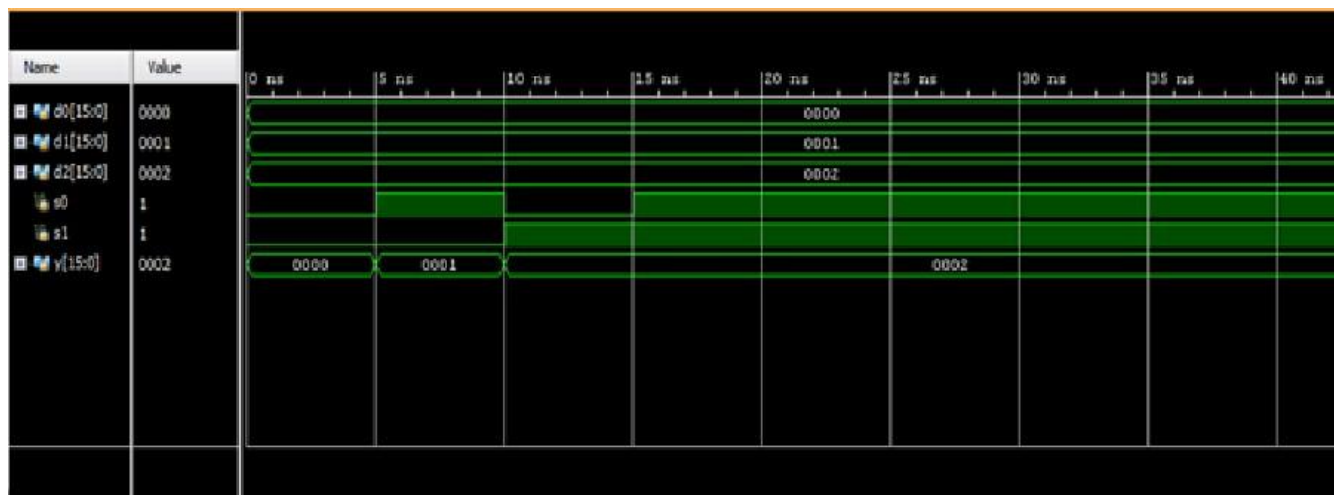 Name Value
0 ns 5 ns 10 ns 15 ns 20 ns 25 ns 30 ns 35 ns 40 ns
d0[15:0] 0000 0000
d1[15:0] 0001 0001
d2[15:0] 0002 0002
s0 1
s1 1
y[15:0] 0002 0000 0001 0002